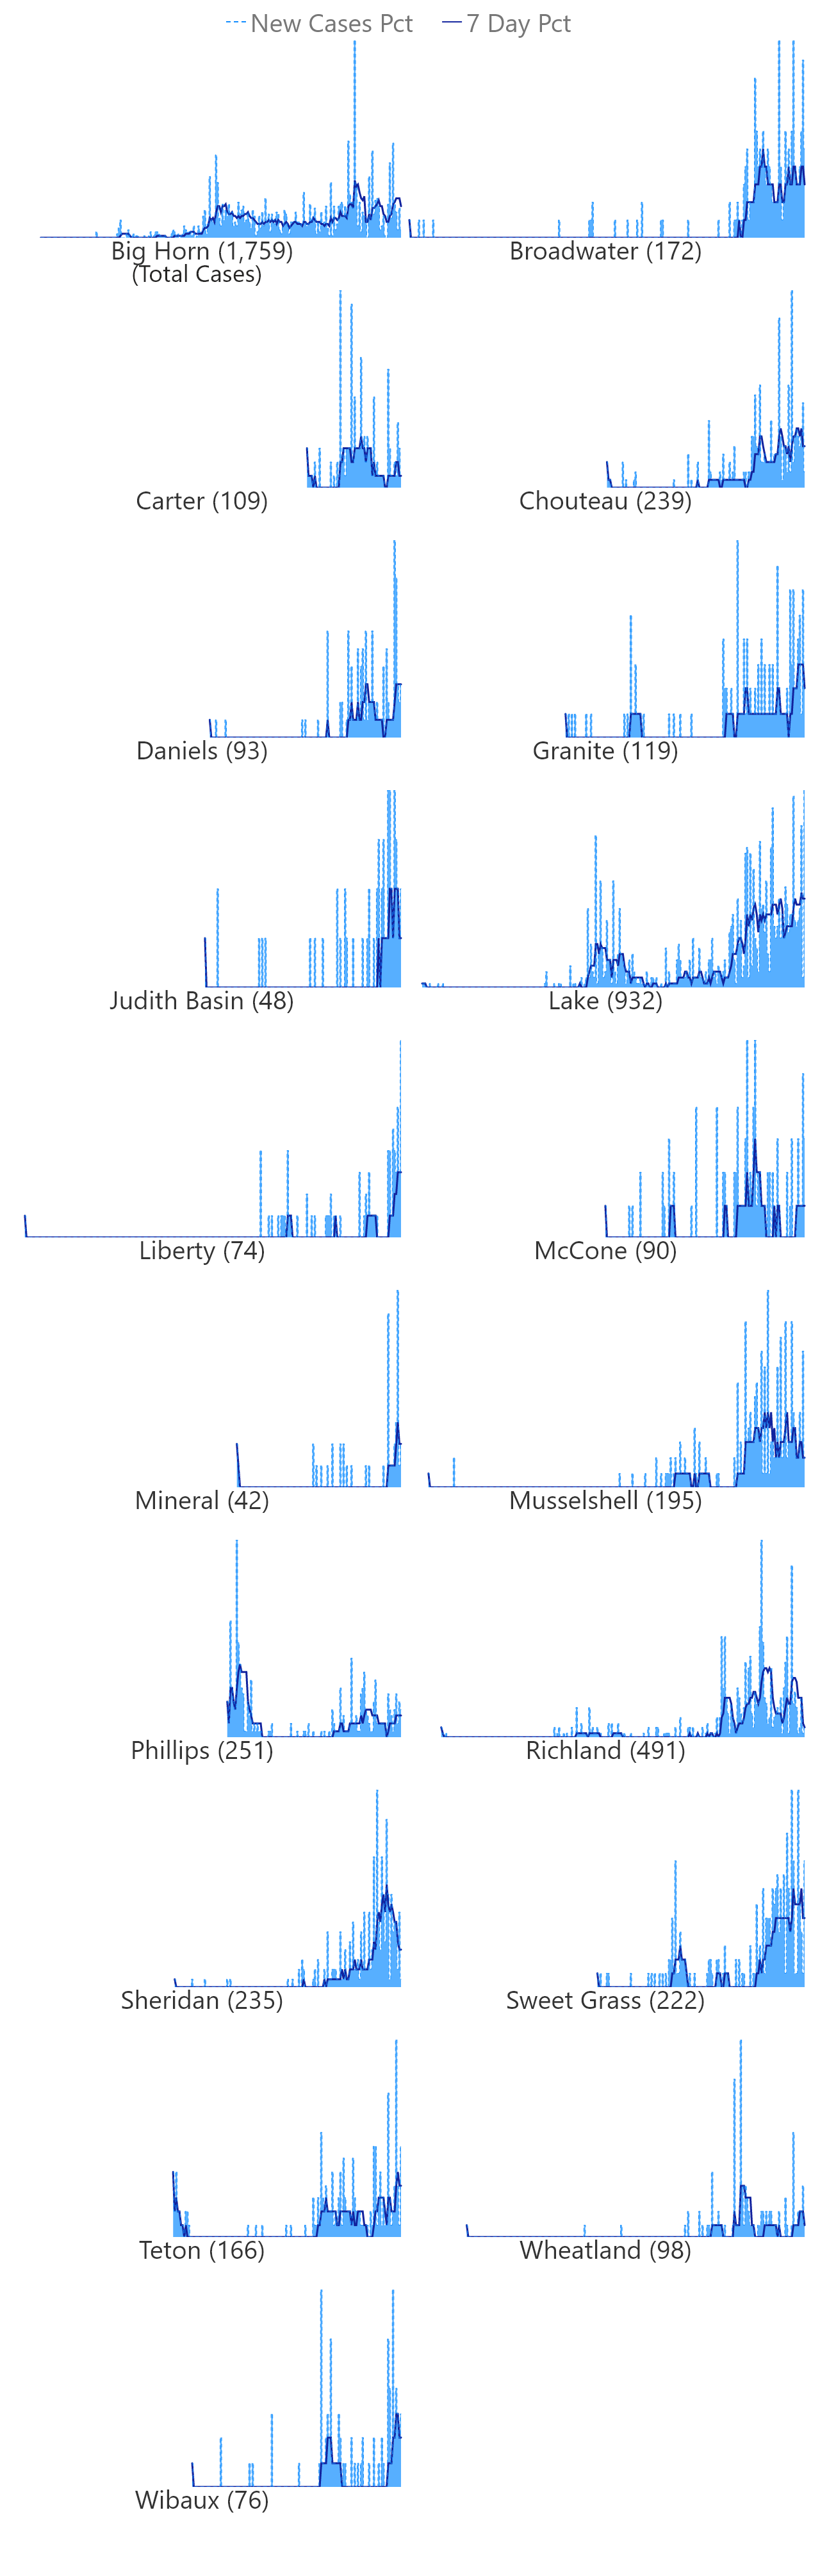 New Cases Pct 7 Day Pct
Big Horn (1,759) Broadwater (172)
(Total Cases)
Carter (109) Chouteau (239)
Daniels (93) Granite (119)
Judith Basin (48) Lake (932)
Liberty (74) McCone (90)
Mineral (42) Musselshell (195)
Phillips (251) Richland (491)
Sheridan (235) Sweet Grass (222)
Teton (166) Wheatland (98)
Wibaux (76)